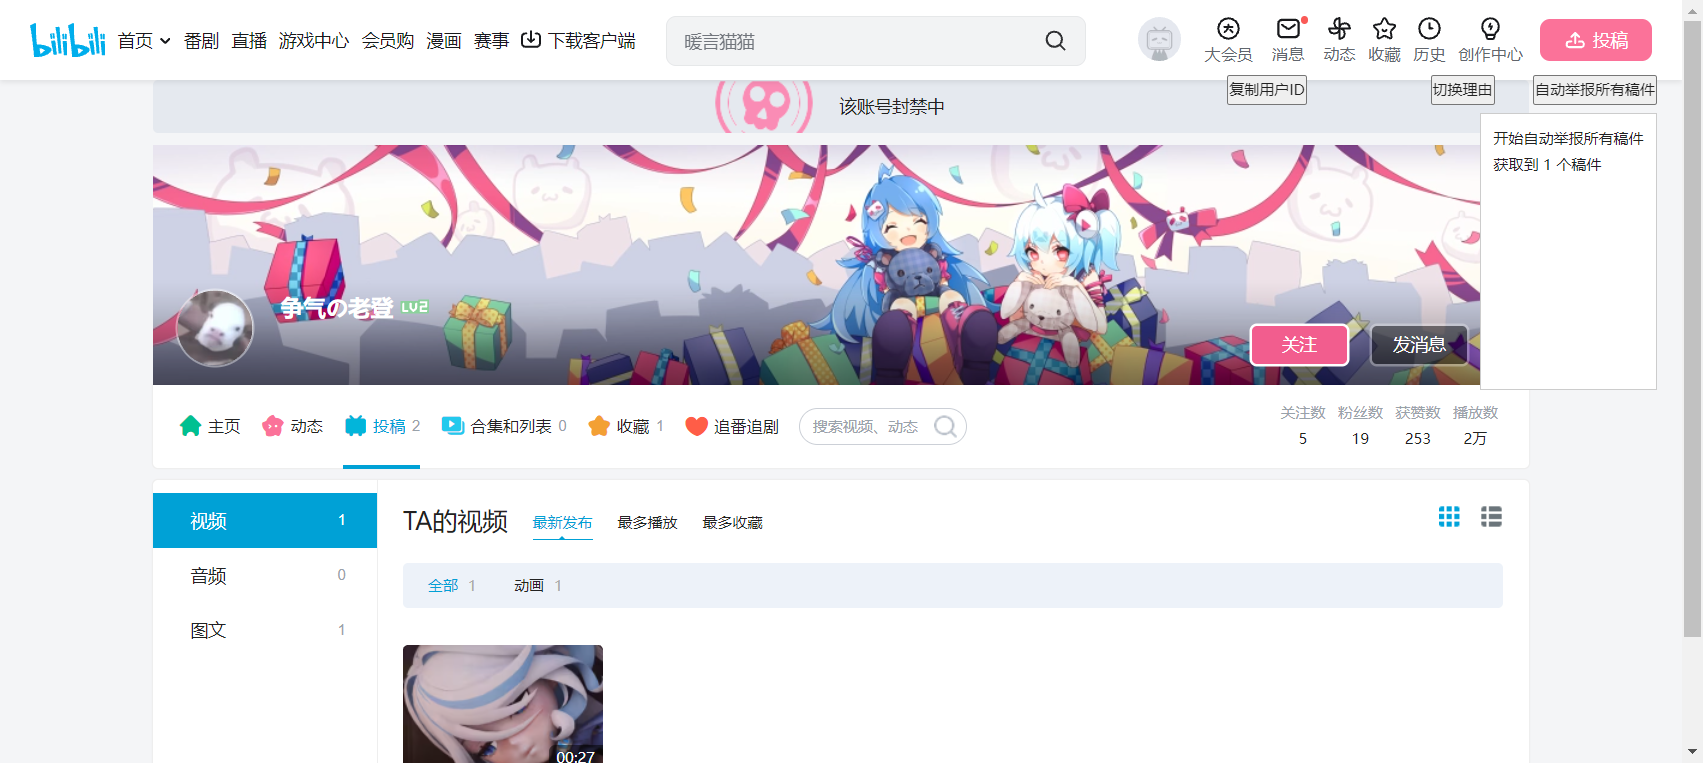 bilibili 首页 番剧 直播 游戏中心 会员购 漫画 赛事 下载客户端
暖言猫猫
大会员 消息 动态 收藏 历史 创作中心 投稿
复制用户ID 切换理由 自动举报所有稿件
该账号封禁中
开始自动举报所有稿件
获取到 1 个稿件
争气の老登 LV2
关注 发消息
主页 动态 投稿 2 合集和列表 0 收藏 1 追番追剧 搜索视频、动态
关注数 粉丝数 获赞数 播放数
5 19 253 2万
视频 1
音频 0
图文 1
TA的视频 最新发布 最多播放 最多收藏
全部 1 动画 1
00:27